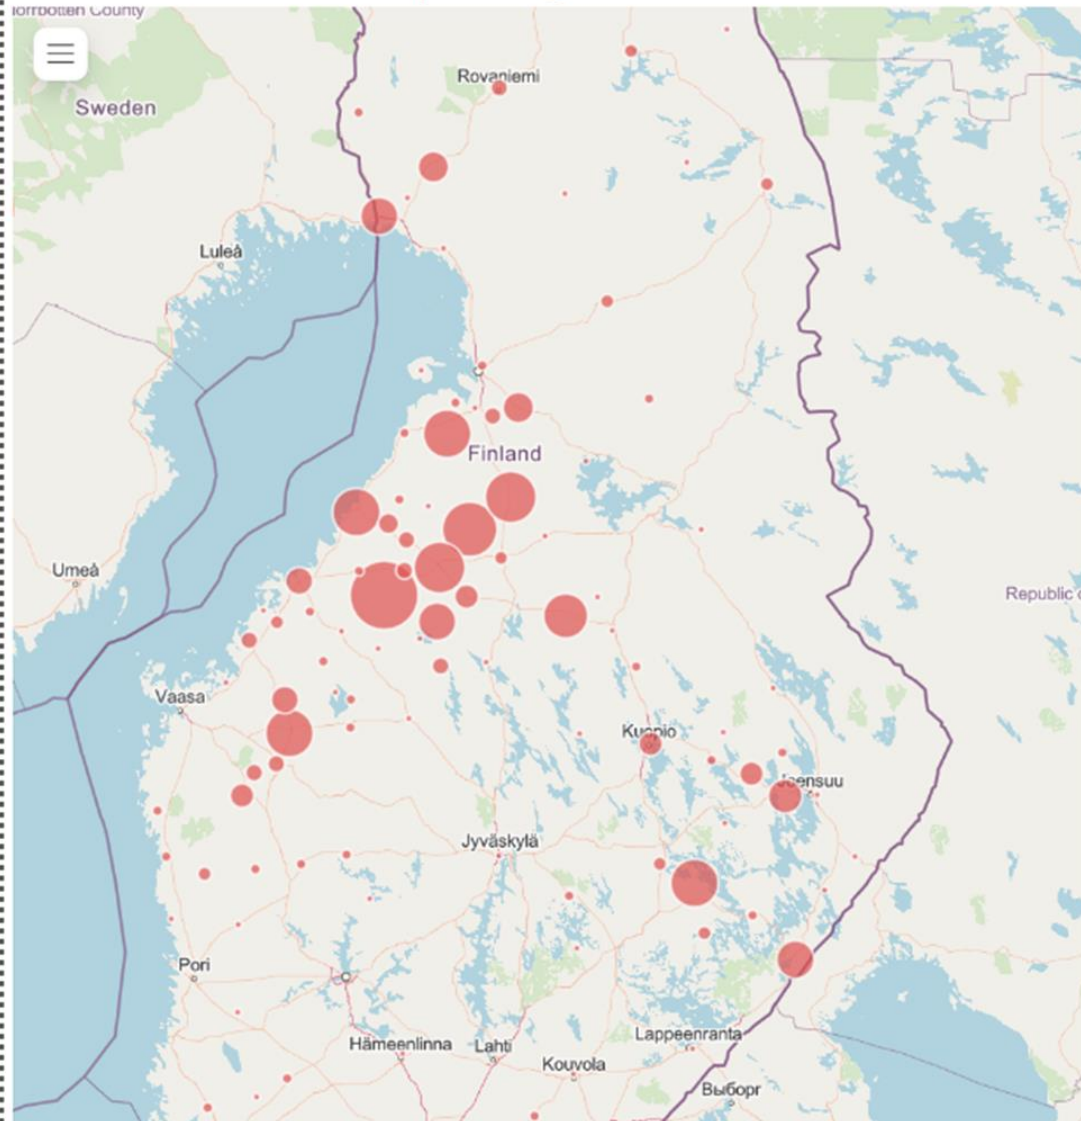 Norrbotten County
Rovaniemi
Sweden
Luleå
Finland
Umeå
Republic
Vaasa
Kuopio
Joensuu
Jyväskylä
Pori
Lappeenranta
Hämeenlinna
Lahti
Kouvola
Выборг